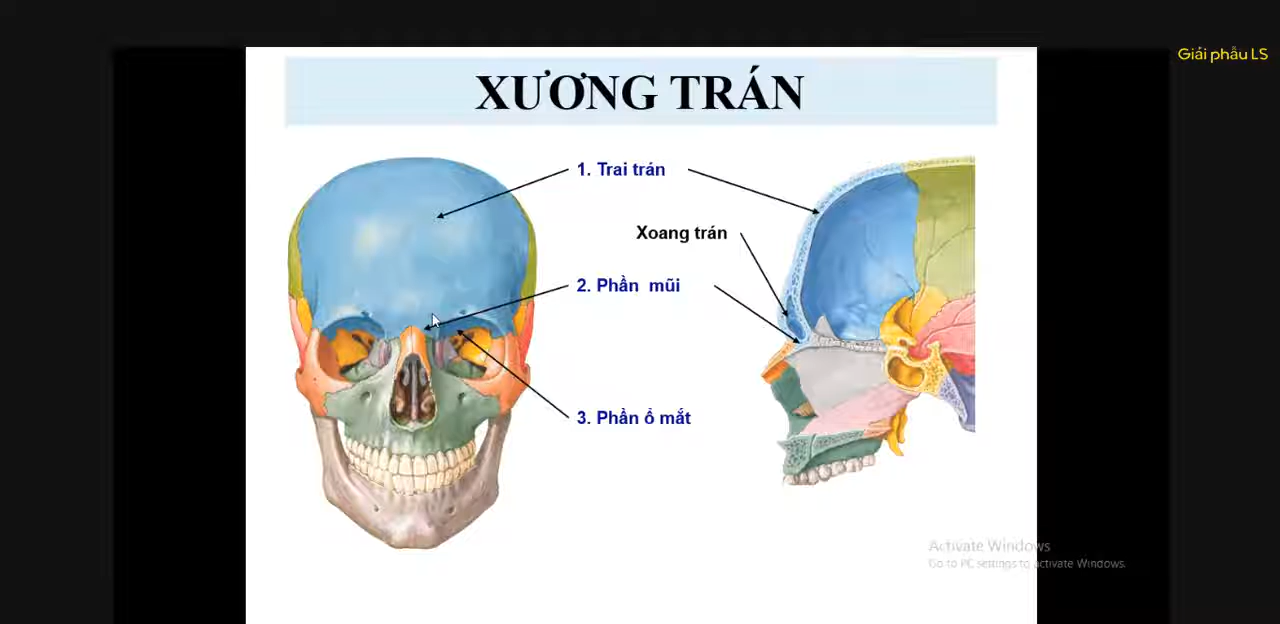 Giải phẫu LS
XƯƠNG TRÁN
1. Trai trán
Xoang trán
2. Phần mũi
3. Phần ổ mắt
Activate Windows
Go to PC settings to activate Windows.